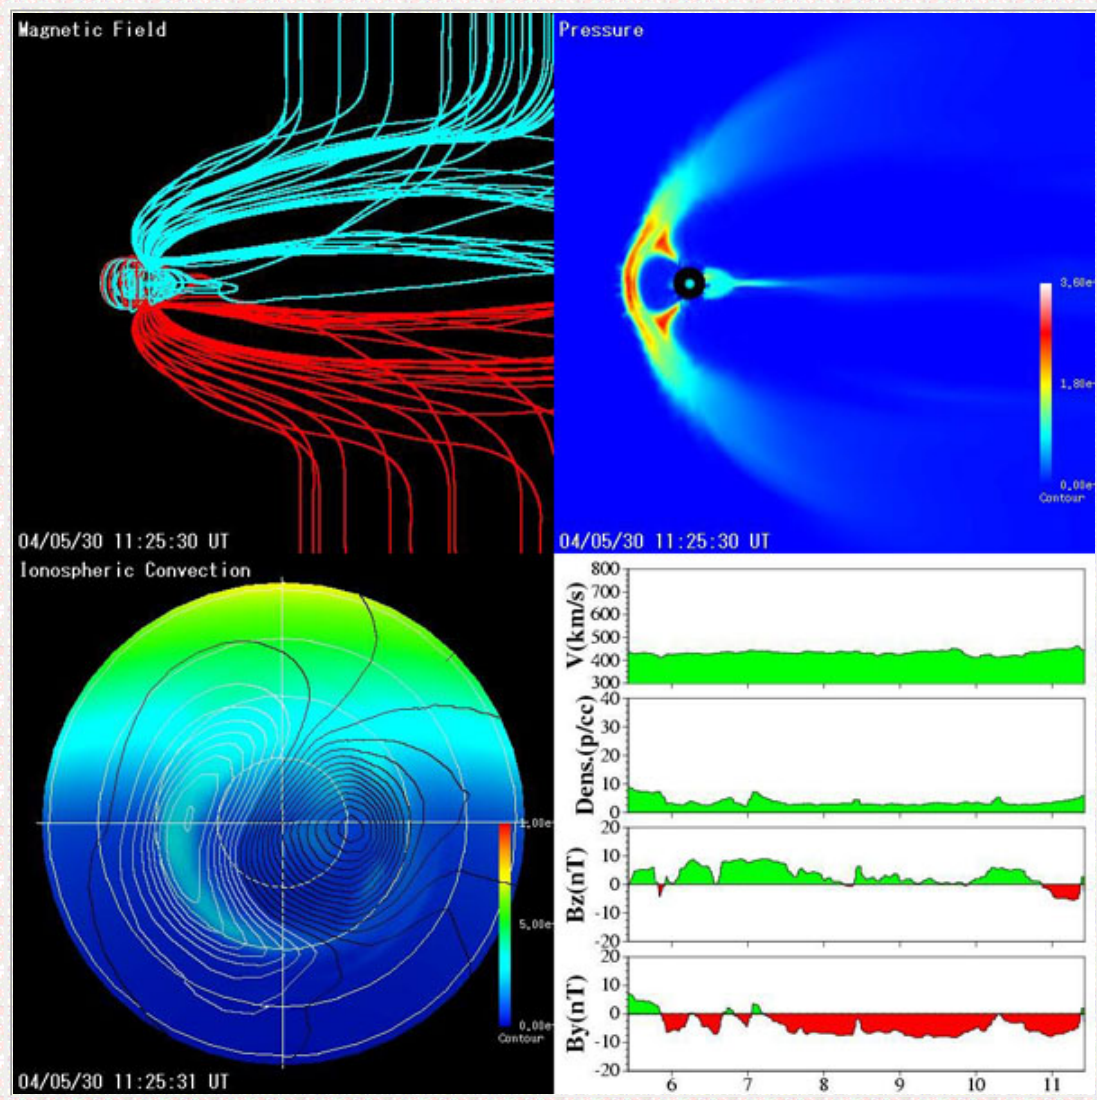 Magnetic Field
Pressure
3.60e-
1.80e-
0.00e-
Contour
04/05/30 11:25:30 UT
04/05/30 11:25:30 UT
Ionospheric Convection
1.00e-
5.00e-
0.00e-
Contour
04/05/30 11:25:31 UT
V(km/s)
800
700
600
500
400
300
Dens.(p/cc)
40
30
20
10
0
Bz(nT)
20
10
0
-10
-20
By(nT)
20
10
0
-10
-20
6 7 8 9 10 11